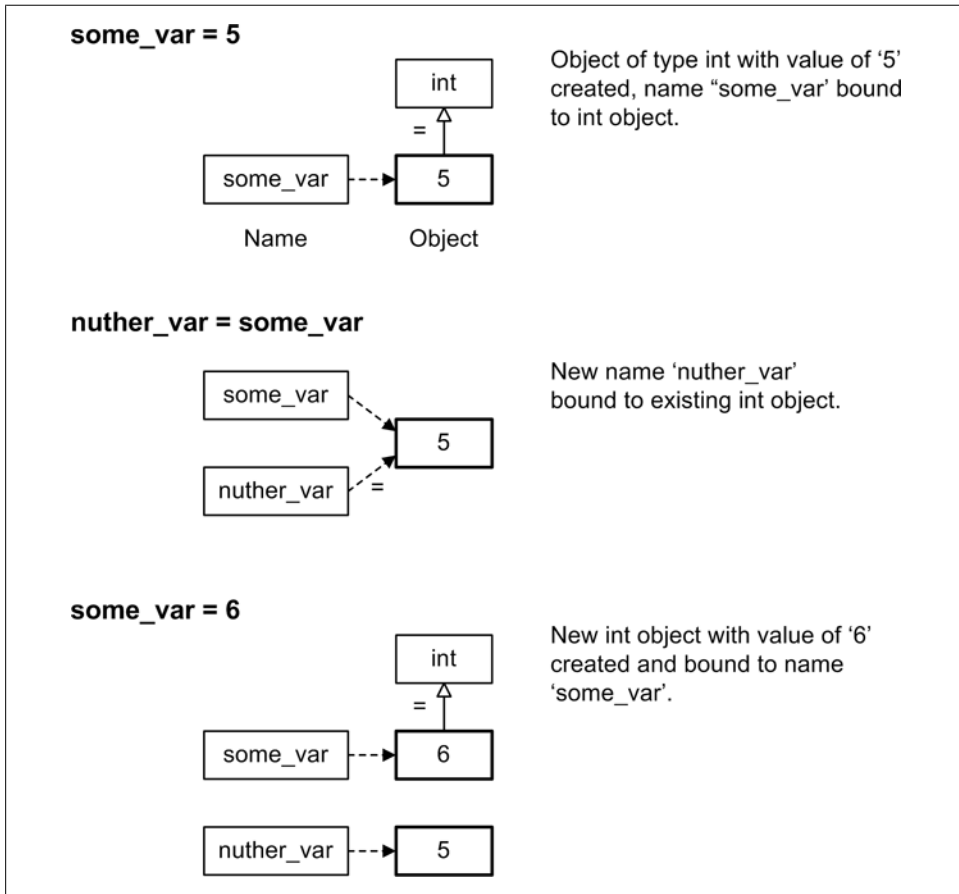 some_var = 5
int
Object of type int with value of ‘5’
created, name “some_var’ bound
to int object.
=
some_var
5
Name
Object
nuther_var = some_var
some_var
New name ‘nuther_var’
bound to existing int object.
5
nuther_var
=
some_var = 6
int
New int object with value of ‘6’
created and bound to name
‘some_var’.
=
some_var
6
nuther_var
5